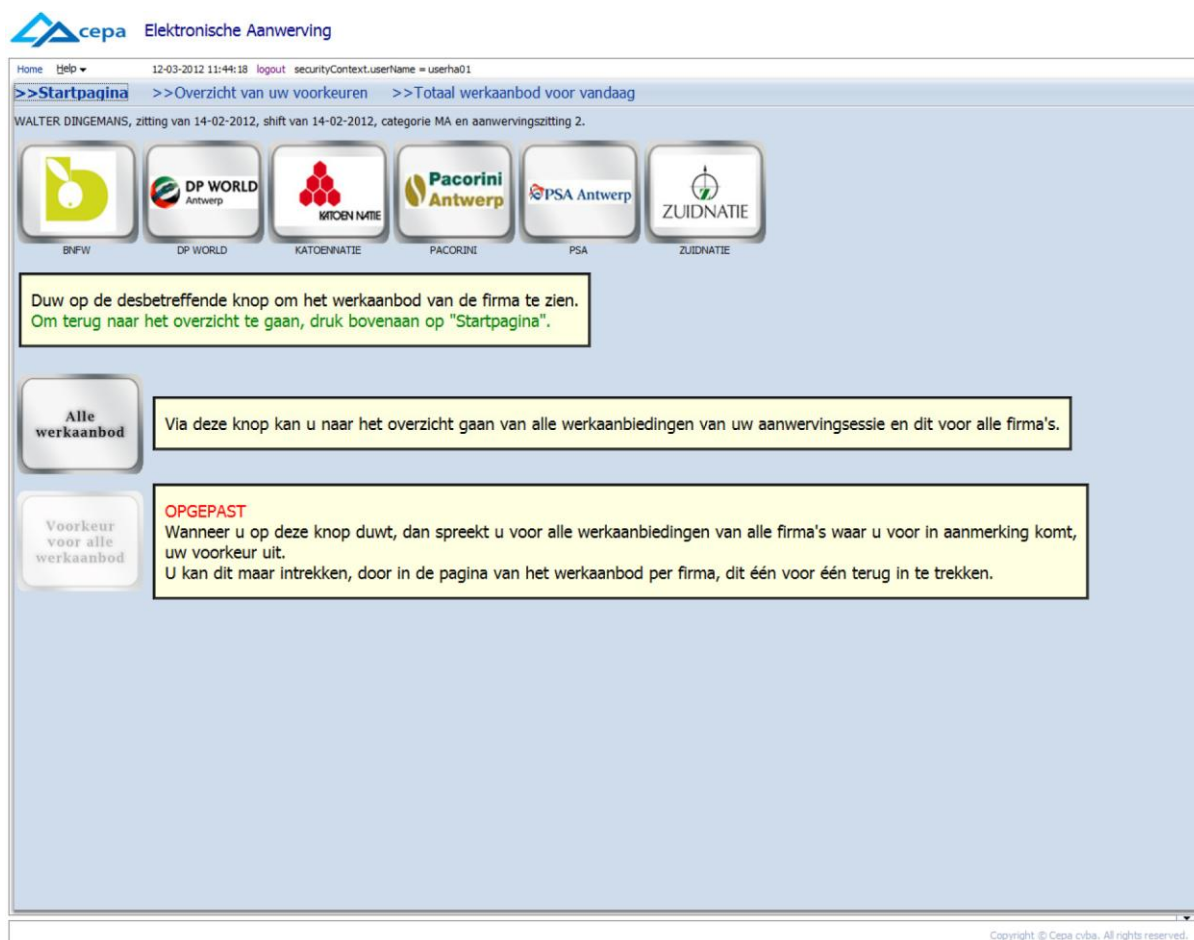 cepa Elektronische Aanwerving
Home Help 12-03-2012 11:44:18 logout securityContext.userName = userha01
>>Startpagina >>Overzicht van uw voorkeuren >>Totaal werkaanbod voor vandaag
WALTER DINGEMANS, zitting van 14-02-2012, shift van 14-02-2012, categorie MA en aanwervingszitting 2.
b
DP WORLD
Antwerp
KATOEN NATIE
Pacorini
Antwerp
PSA Antwerp
ZUIDNATIE
BNFW DP WORLD KATOENNATIE PACORINI PSA ZUIDNATIE
Duw op de desbetreffende knop om het werkaanbod van de firma te zien.
Om terug naar het overzicht te gaan, druk bovenaan op "Startpagina".
Alle
werkaanbod
Via deze knop kan u naar het overzicht gaan van alle werkaanbiedingen van uw aanwervingsessie en dit voor alle firma's.
Voorkeur
voor alle
werkaanbod
OPGEPAST
Wanneer u op deze knop duwt, dan spreekt u voor alle werkaanbiedingen van alle firma's waar u voor in aanmerking komt,
uw voorkeur uit.
U kan dit maar intrekken, door in de pagina van het werkaanbod per firma, dit één voor één terug in te trekken.
Copyright © Cepa cvba. All rights reserved.